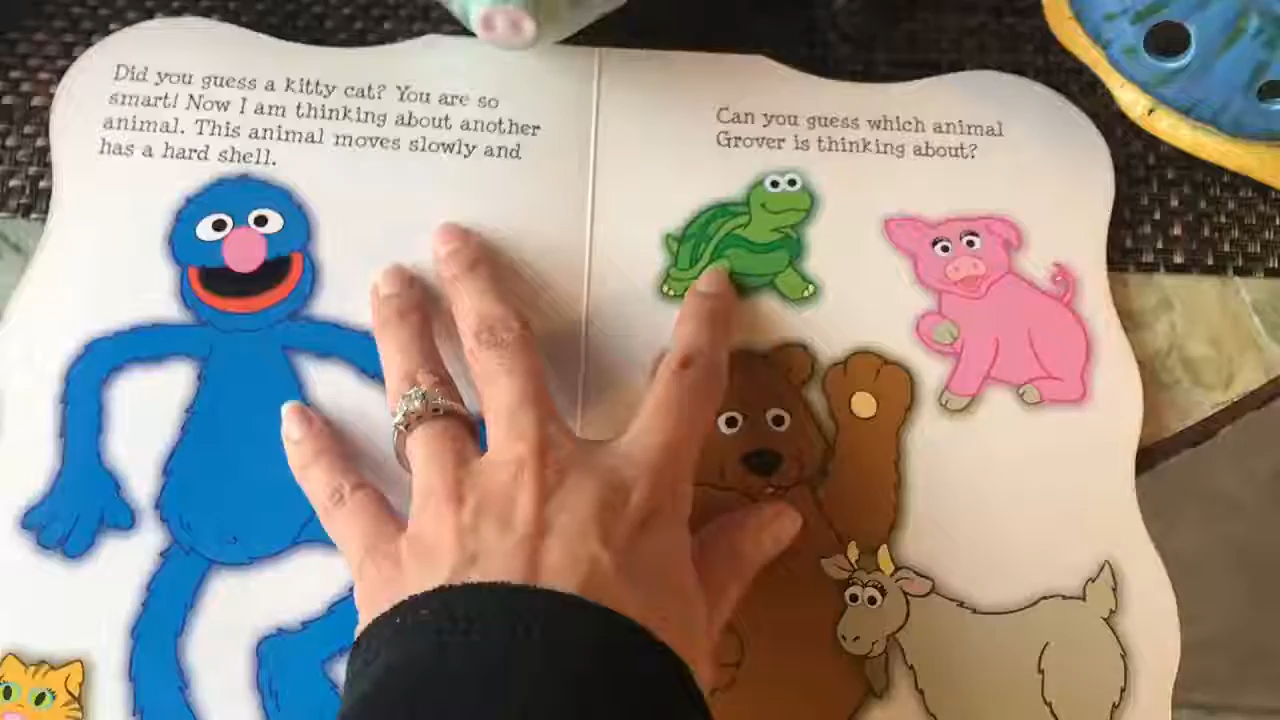 Did you guess a kitty cat? You are so
smart! Now I am thinking about another
animal. This animal moves slowly and
has a hard shell.
Can you guess which animal
Grover is thinking about?